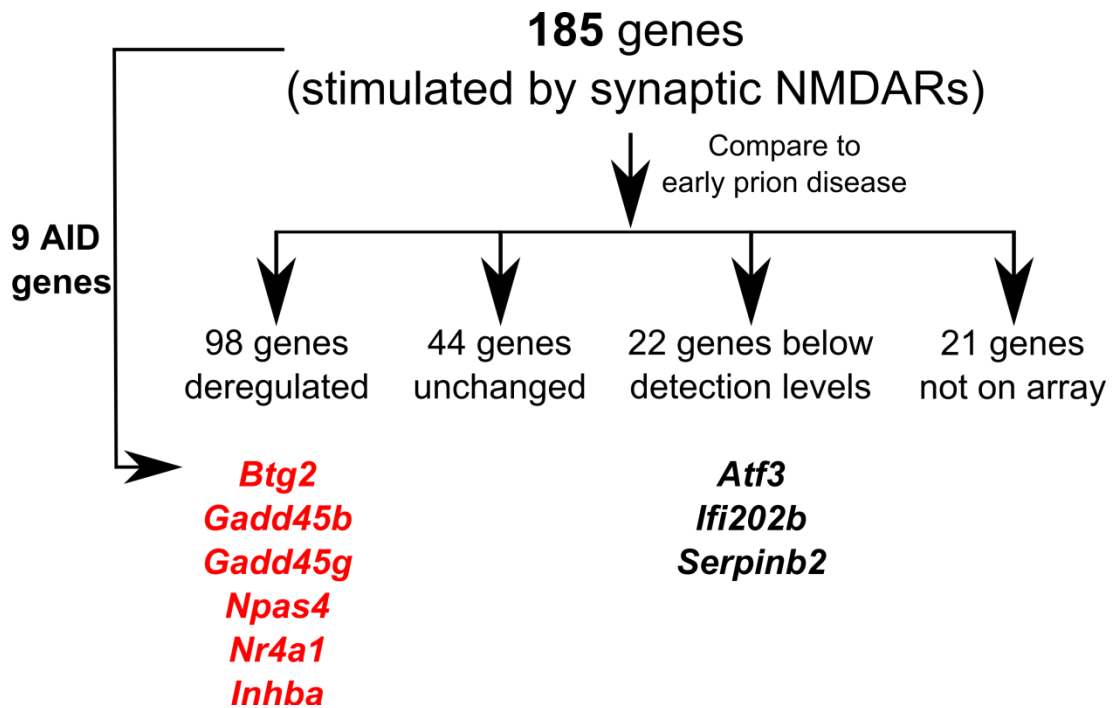 185 genes
(stimulated by synaptic NMDARs)
Compare to
early prion disease
9 AID
genes
98 genes
deregulated
44 genes
unchanged
22 genes below
detection levels
21 genes
not on array
Btg2
Gadd45b
Gadd45g
Npas4
Nr4a1
Inhba
Atf3
Ifi202b
Serpinb2